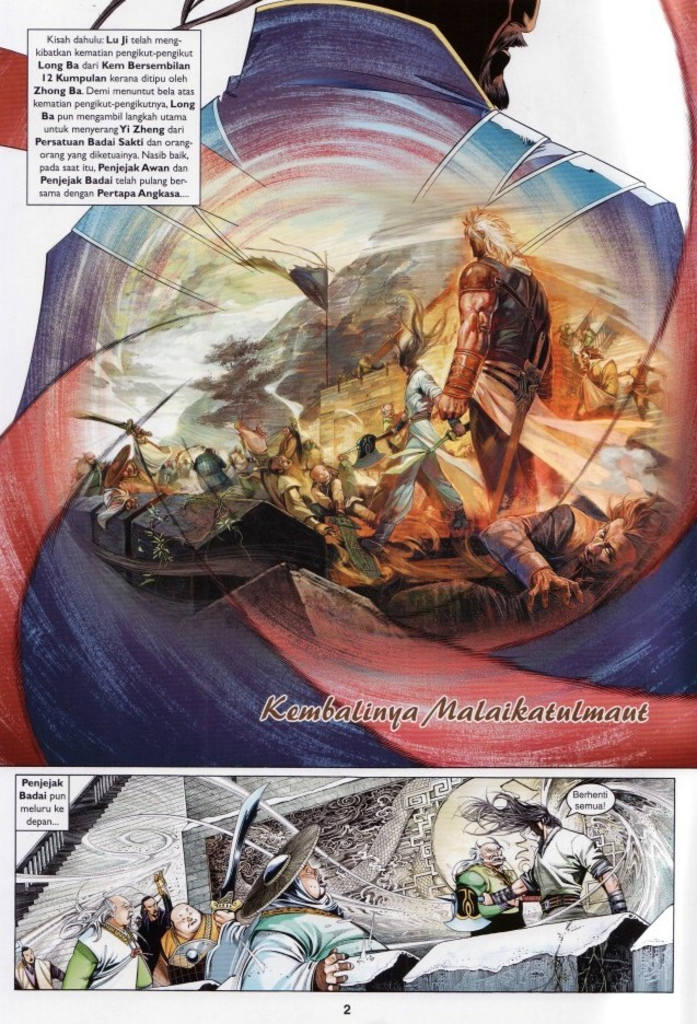 Kisah dahulu: Lu Ji telah meng-
kibatkan kematian pengikut-pengikut
Long Ba dari Kem Bersembilan
12 Kumpulan kerana ditipu oleh
Zhong Ba. Demi menuntut bela atas
kematian pengikut-pengikutnya, Long
Ba pun mengambil langkah utama
untuk menyerang Yi Zheng dari
Persatuan Badai Sakti dan orang-
orang yang diketuainya. Nasib baik,
pada saat itu, Penjejak Awan dan
Penjejak Badai telah pulang ber-
sama dengan Pertapa Angkasa....
Kembalinya Malaikatulmaut
Penjejak
Badai pun
meluru ke
depan...
Berhenti
semua!
2